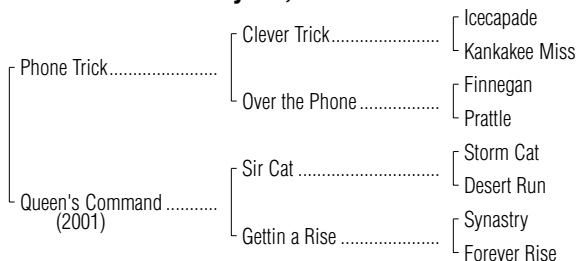 Icecapade
Clever Trick
Kankakee Miss
Phone Trick
Finnegan
Over the Phone
Prattle
Storm Cat
Sir Cat
Desert Run
Queen's Command
(2001)
Synastry
Gettin a Rise
Forever Rise